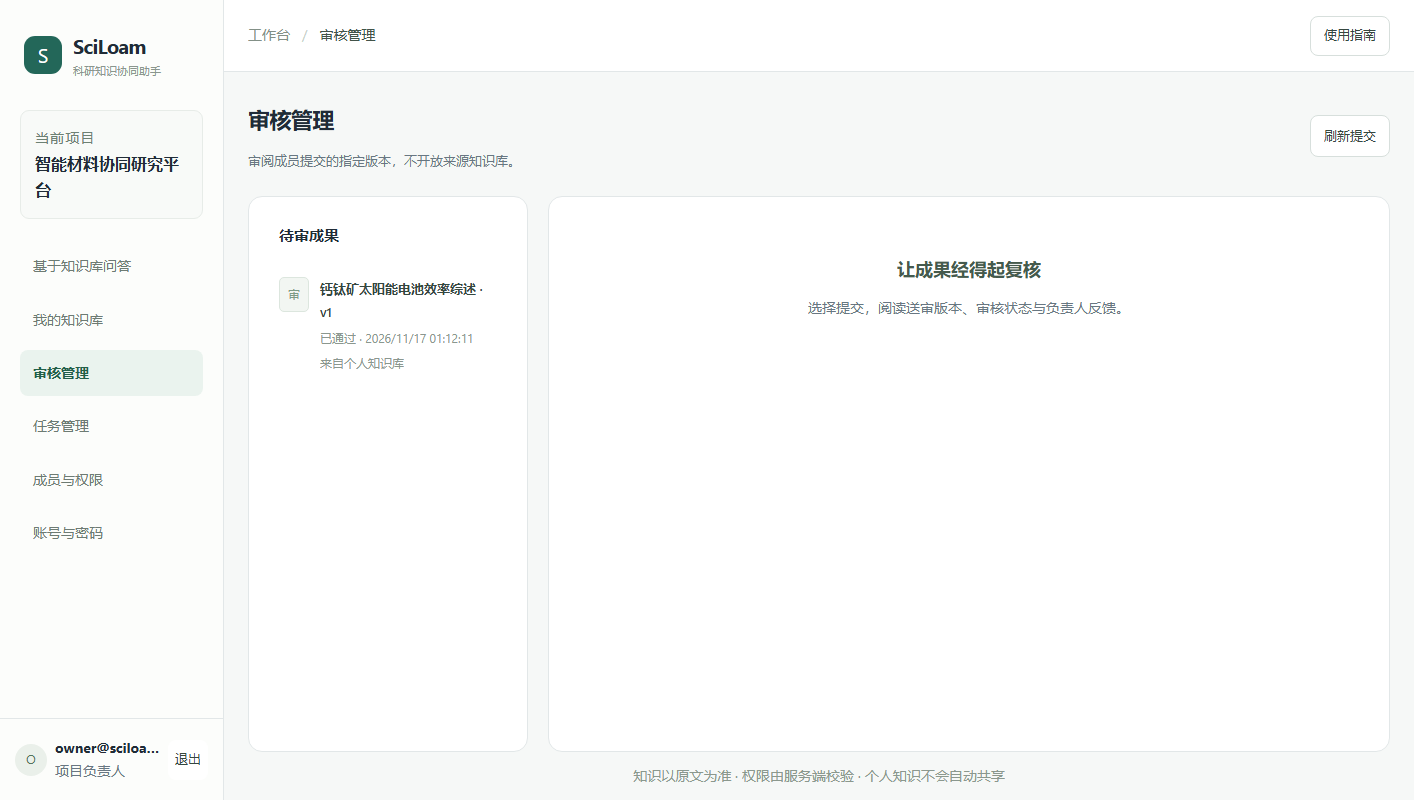 S
SciLoam
科研知识协同助手
当前项目
智能材料协同研究平
台
基于知识库问答
我的知识库
审核管理
任务管理
成员与权限
账号与密码
O
owner@sciloa...
项目负责人
退出
工作台 / 审核管理
使用指南
审核管理
审阅成员提交的指定版本，不开放来源知识库。
刷新提交
待审成果
审
钙钛矿太阳能电池效率综述 ·
v1
已通过 · 2026/11/17 01:12:11
来自个人知识库
让成果经得起复核
选择提交，阅读送审版本、审核状态与负责人反馈。
知识以原文为准 · 权限由服务端校验 · 个人知识不会自动共享